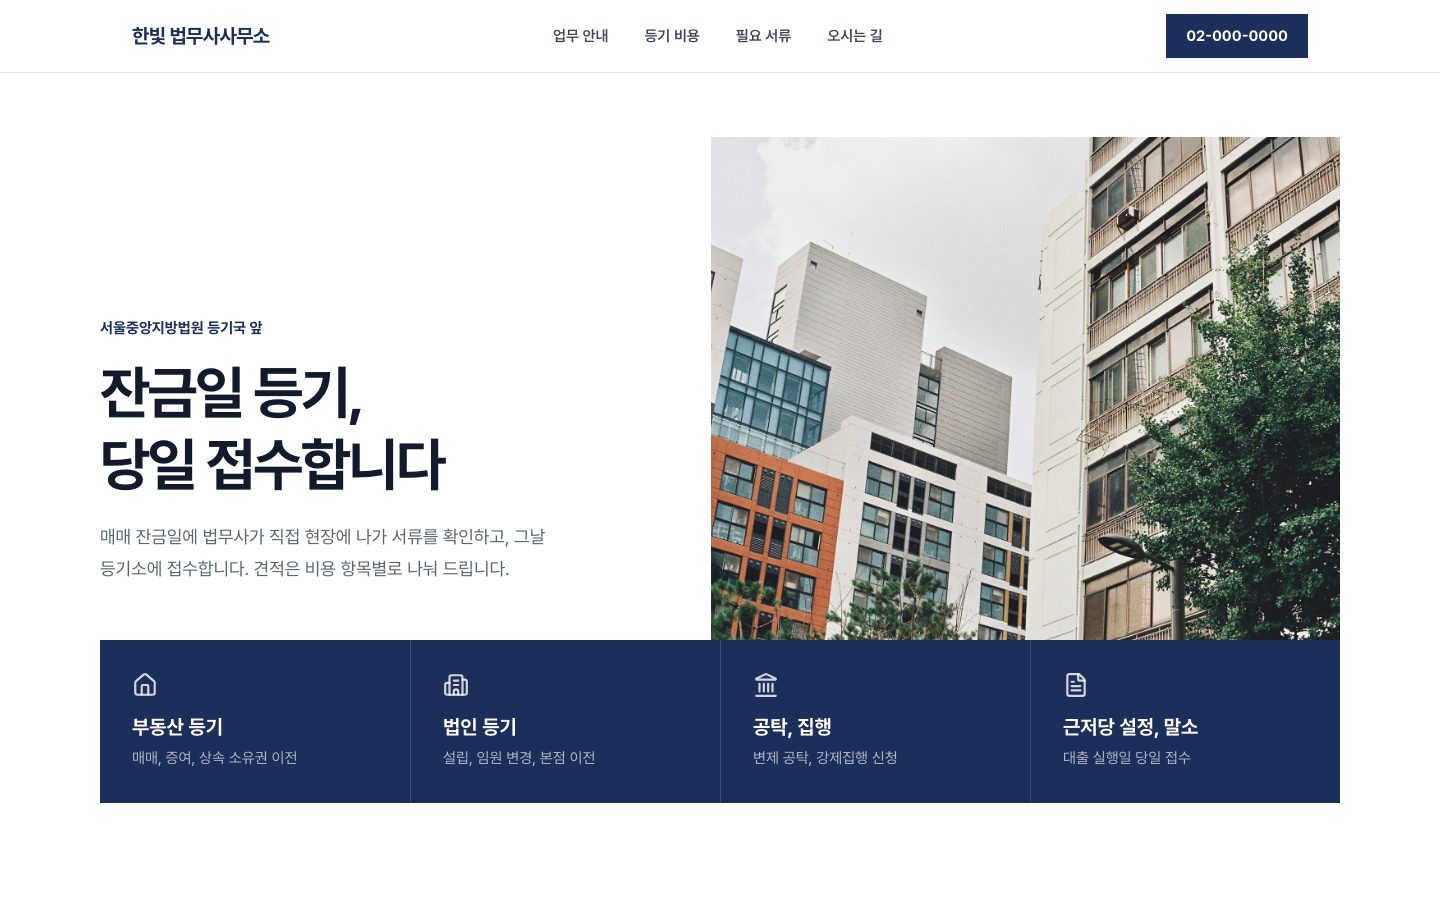 한빛 법무사사무소
업무 안내
등기 비용
필요 서류
오시는 길
02-000-0000
서울중앙지방법원 등기국 앞
잔금일 등기,
당일 접수합니다
매매 잔금일에 법무사가 직접 현장에 나가 서류를 확인하고, 그날
등기소에 접수합니다. 견적은 비용 항목별로 나눠 드립니다.
부동산 등기
매매, 증여, 상속 소유권 이전
법인 등기
설립, 임원 변경, 본점 이전
공탁, 집행
변제 공탁, 강제집행 신청
근저당 설정, 말소
대출 실행일 당일 접수